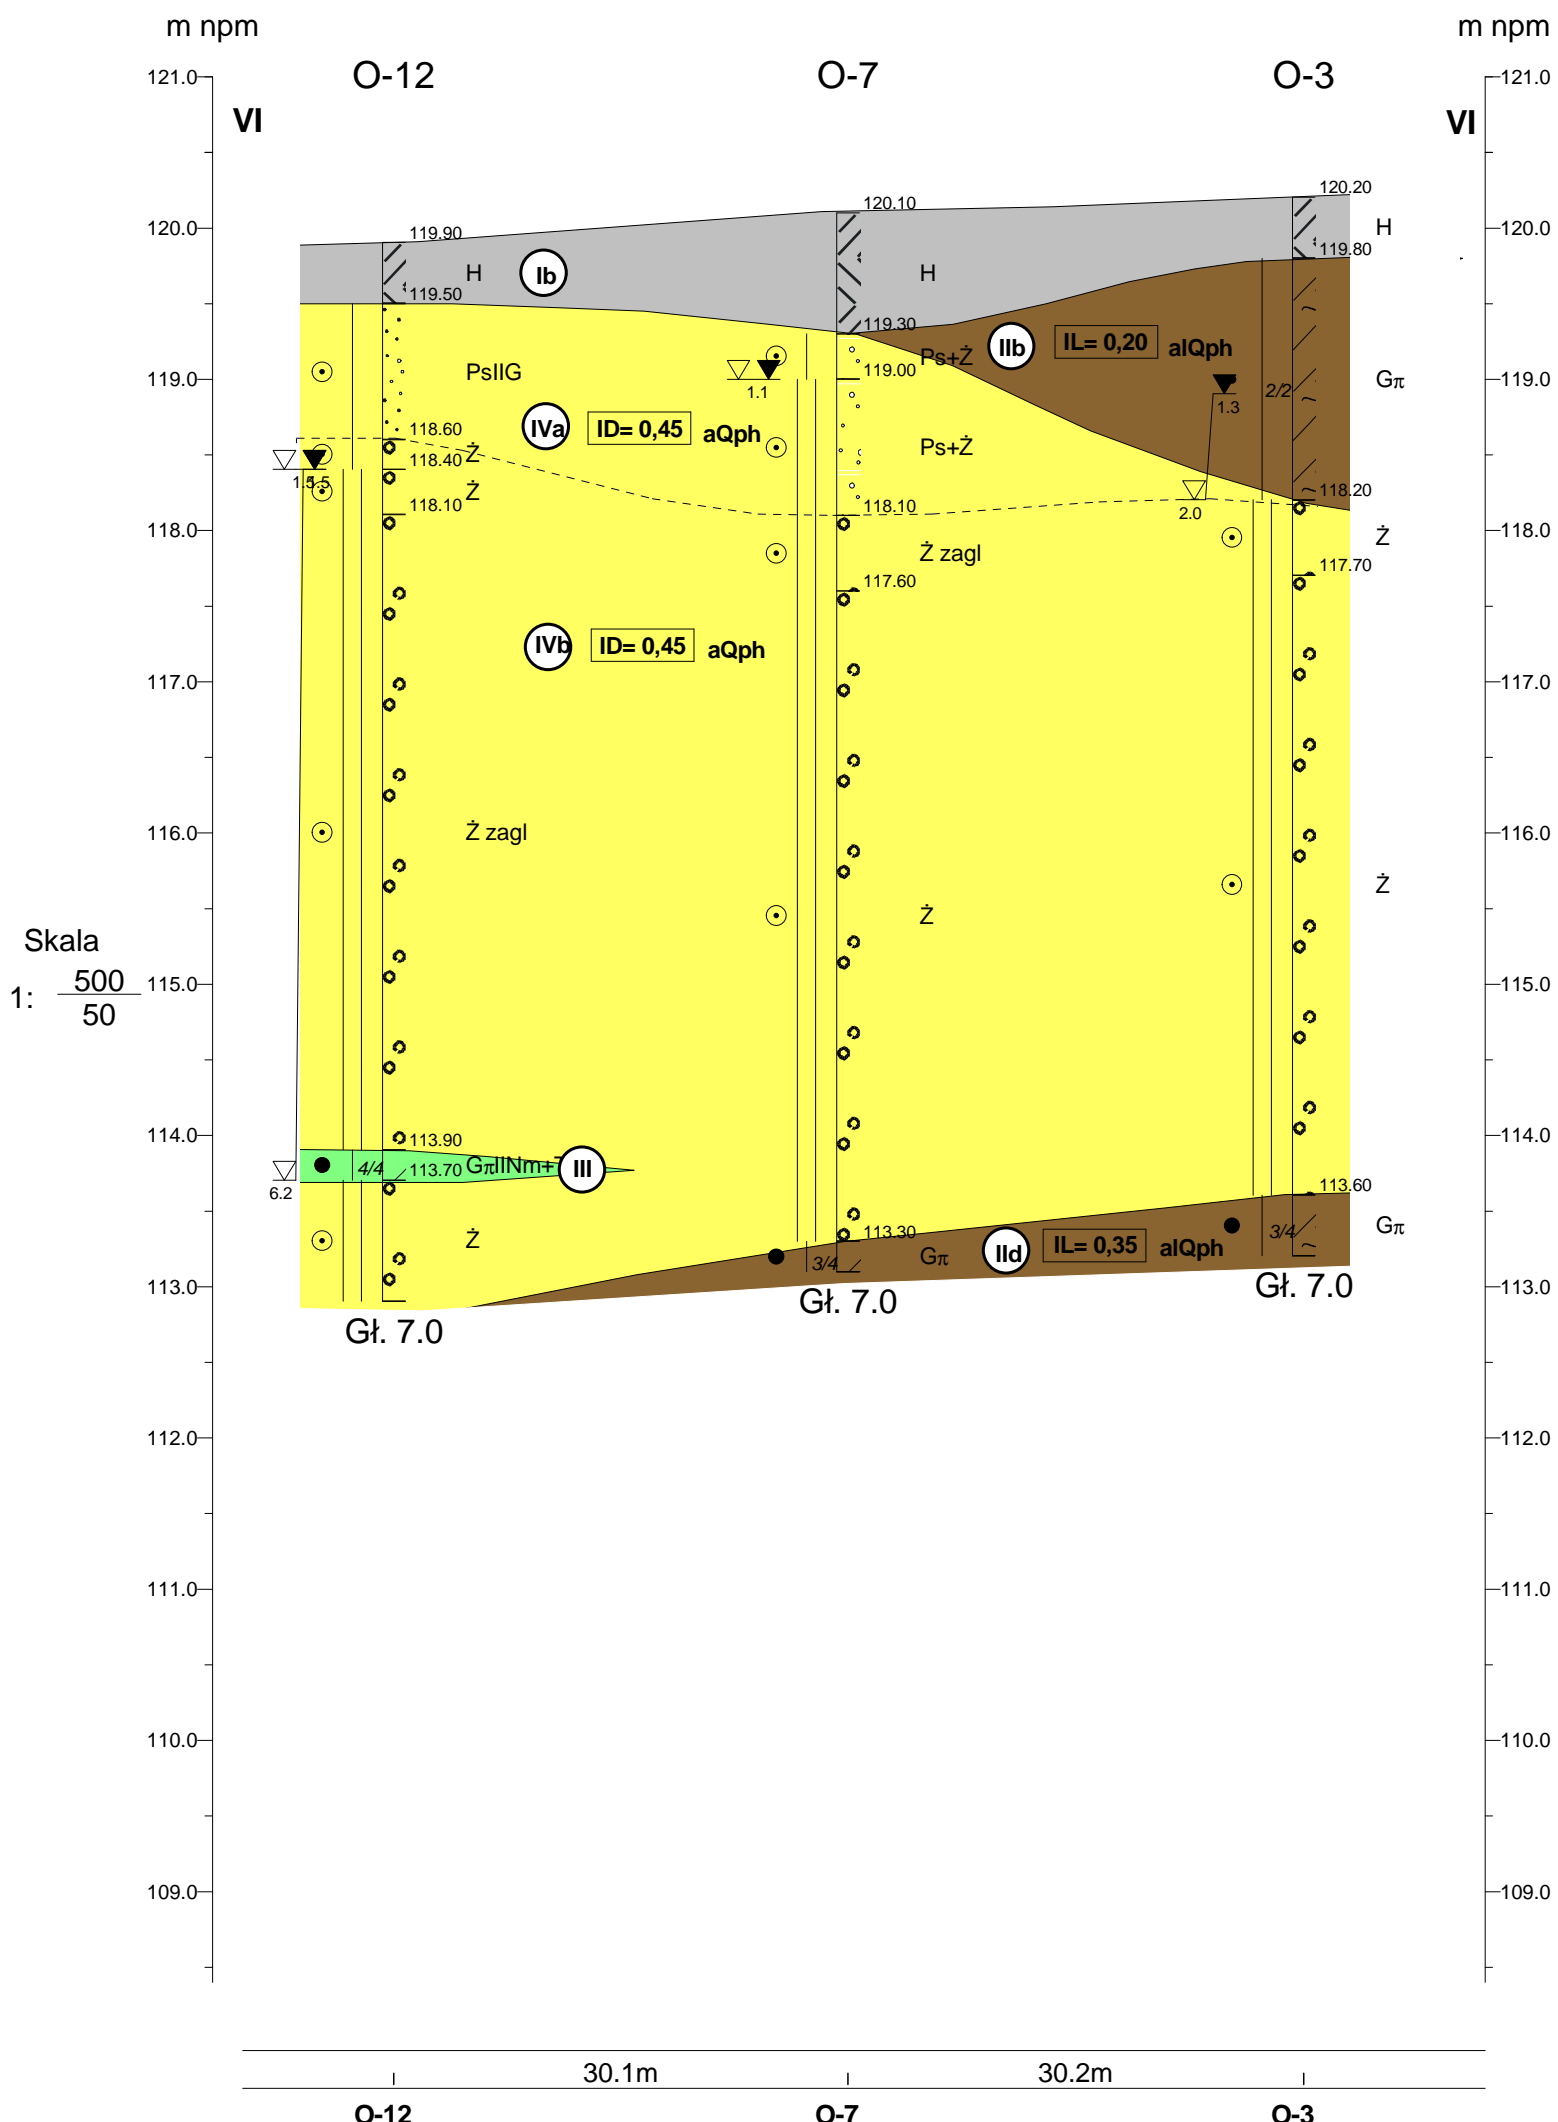 m npm m npm
O-12 O-7 O-3
121.0 121.0
VI VI
120.20
120.10
120.0 H 120.0
119.90
119.80
H Ib H
119.50
119.30
IIb IL= 0,20 alQph
Ps+Ż
119.0 PsIIG 119.00 Gπ 119.0
1.1 2/2
1.3
IVa ID= 0,45 aQph
118.60
Ż Ps+Ż
118.40
1.5
Ż 118.20
118.10 118.10 2.0
118.0 Ż 118.0
Ż zagl
117.70
117.60
IVb ID= 0,45 aQph
117.0 117.0
116.0 Ż zagl 116.0
Ż
Ż
Skala
1: 500
50
115.0 115.0
114.0 114.0
113.90
4/4 113.70 GπIINm+ III
6.2 113.60
Ż 113.30 3/4 Gπ
3/4 Gπ IId IL= 0,35 alQph
113.0 113.0
Gł. 7.0 Gł. 7.0 Gł. 7.0
112.0 112.0
111.0 111.0
110.0 110.0
109.0 109.0
30.1m 30.2m
O-12 O-7 O-3